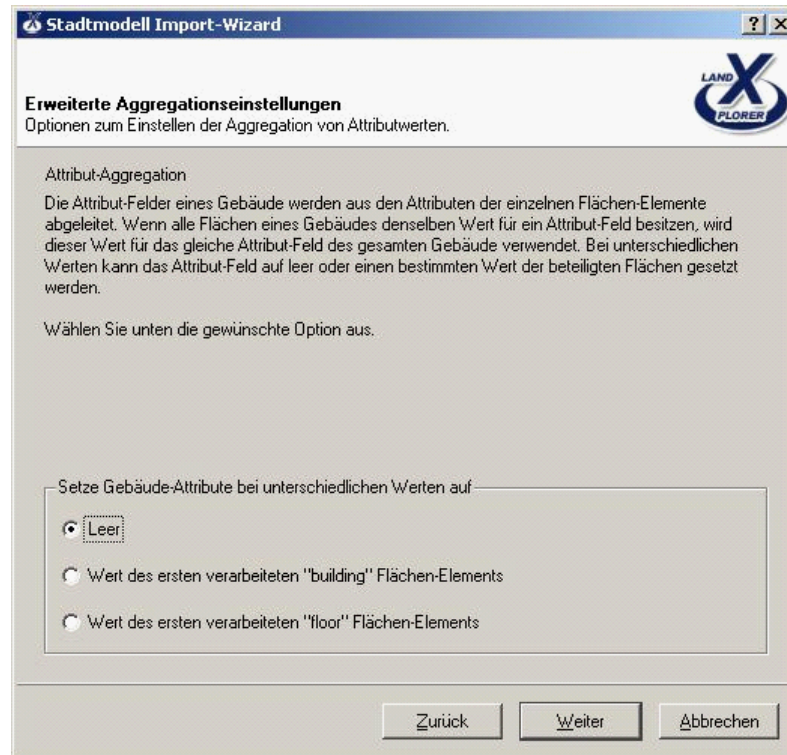 Stadtmodell Import-Wizard
Erweiterte Aggregationseinstellungen
Optionen zum Einstellen der Aggregation von Attributwerten.
LAND
X
PLORER
Attribut-Aggregation
Die Attribut-Felder eines Gebäude werden aus den Attributen der einzelnen Flächen-Elemente
abgeleitet. Wenn alle Flächen eines Gebäudes denselben Wert für ein Attribut-Feld besitzen, wird
dieser Wert für das gleiche Attribut-Feld des gesamten Gebäude verwendet. Bei unterschiedlichen
Werten kann das Attribut-Feld auf leer oder einen bestimmten Wert der beteiligten Flächen gesetzt
werden.
Wählen Sie unten die gewünschte Option aus.
Setze Gebäude-Attribute bei unterschiedlichen Werten auf
Leer
Wert des ersten verarbeiteten "building" Flächen-Elements
Wert des ersten verarbeiteten "floor" Flächen-Elements
Zurück Weiter Abbrechen